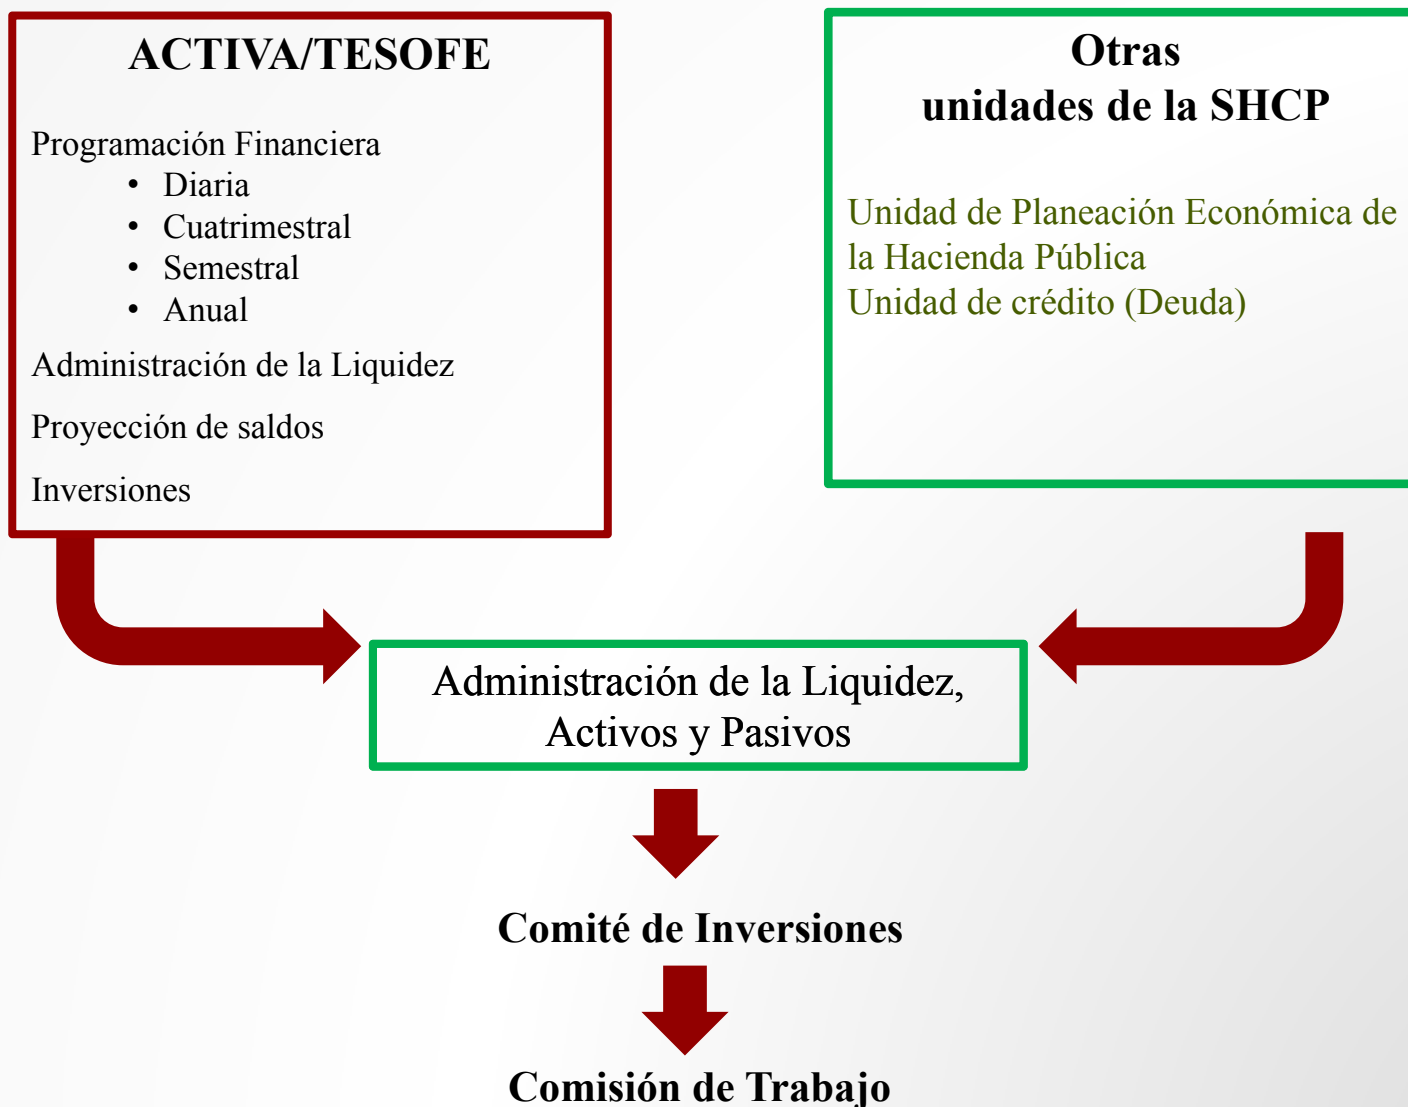 ACTIVA/TESOFE
Programación Financiera
• Diaria
• Cuatrimestral
• Semestral
• Anual
Administración de la Liquidez
Proyección de saldos
Inversiones
Otras
unidades de la SHCP
Unidad de Planeación Económica de
la Hacienda Pública
Unidad de crédito (Deuda)
Administración de la Liquidez,
Activos y Pasivos
Comité de Inversiones
Comisión de Trabajo